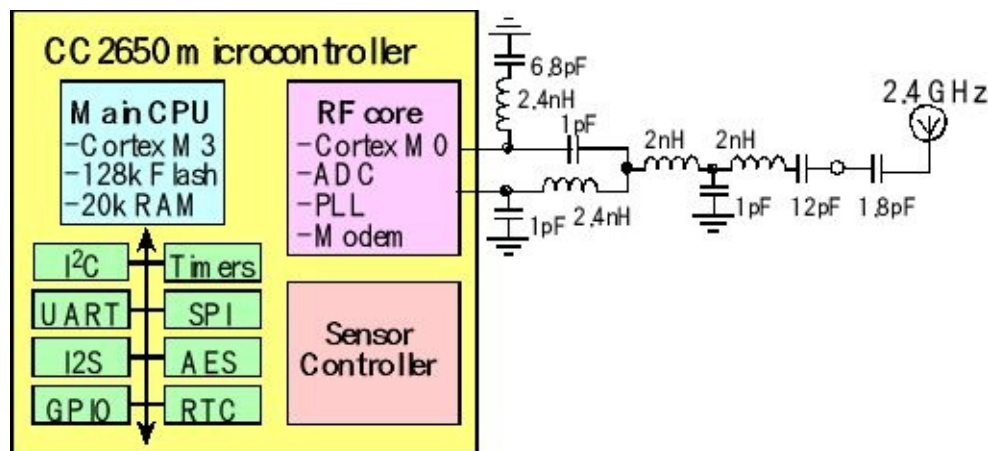 CC2650 microcontroller
Main CPU
-Cortex M3
-128k Flash
-20k RAM
RF core
-Cortex M0
-ADC
-PLL
-Modem
I²C
Timers
UART
SPI
I2S
AES
GPIO
RTC
Sensor
Controller
6.8pF
2.4nH
1pF
2.4nH
1pF
2nH
2nH
1pF
12pF
1.8pF
2.4GHz